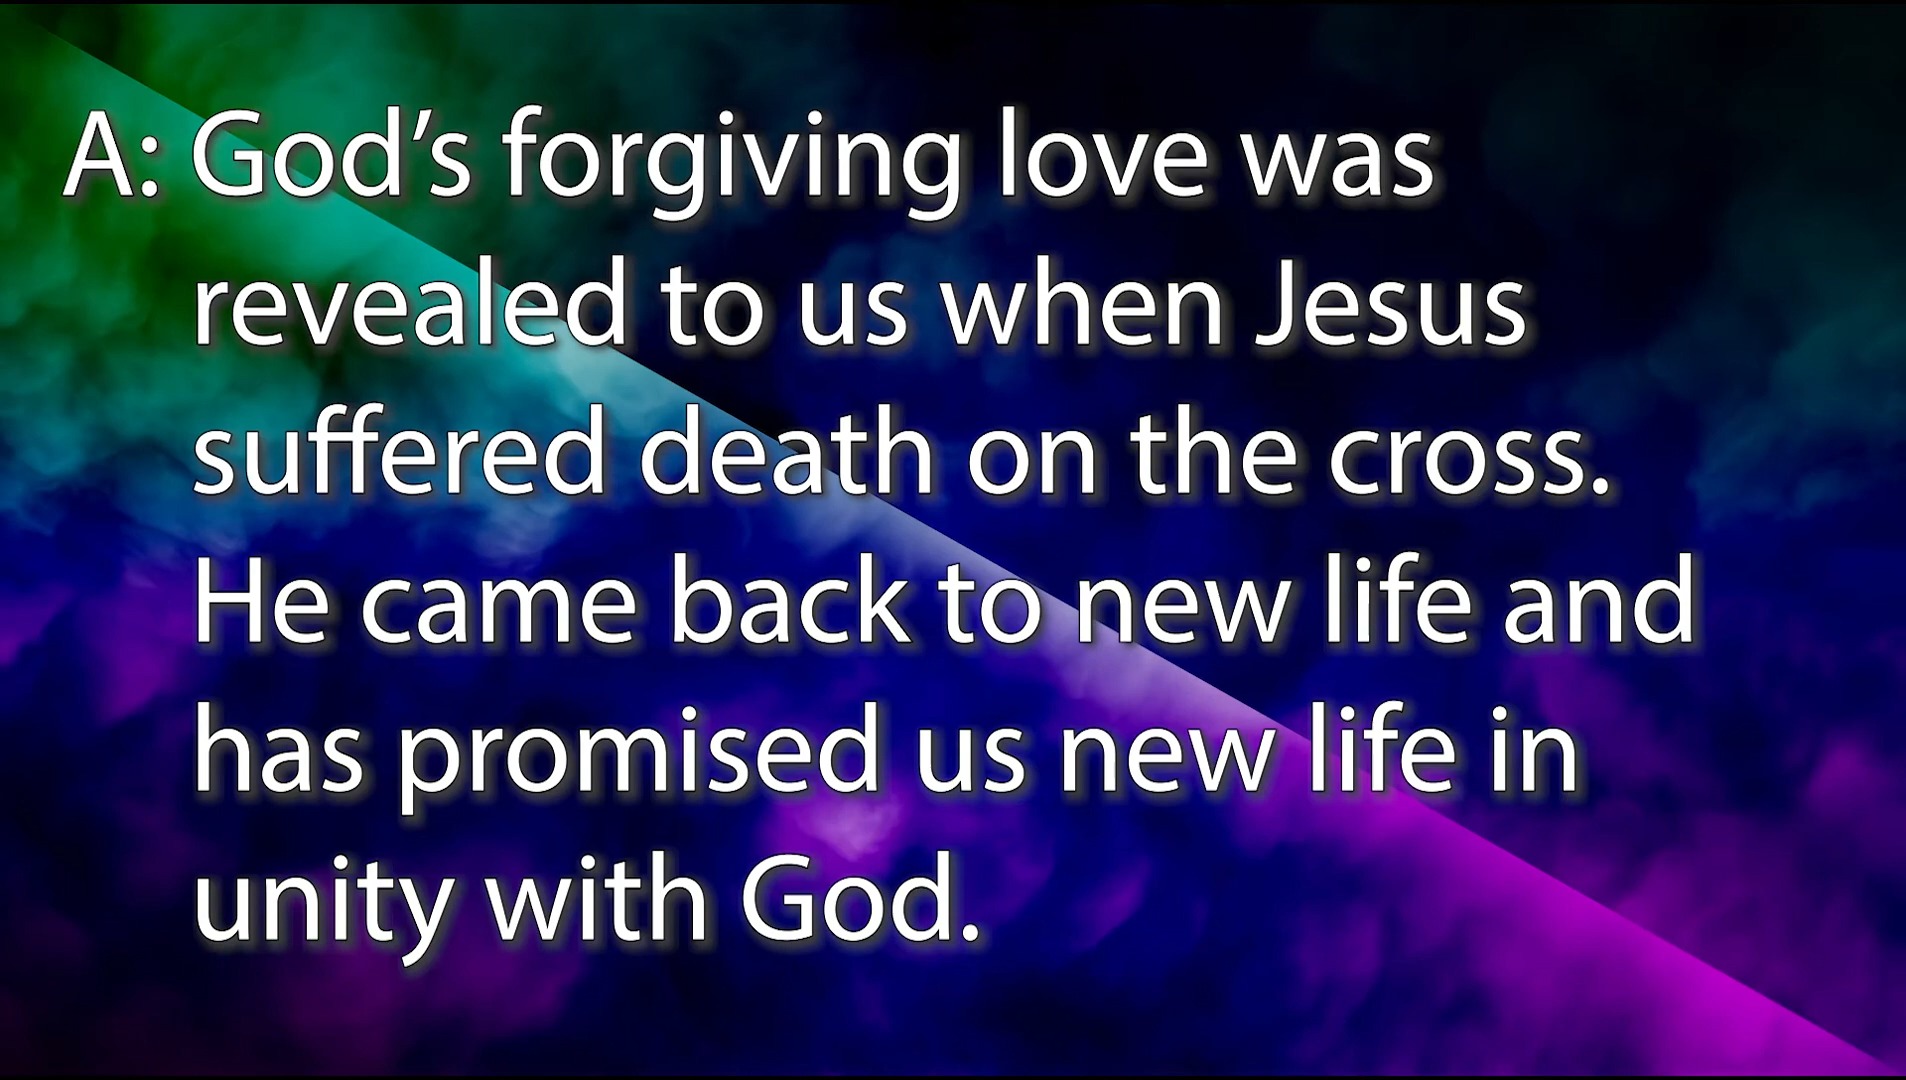 A: God’s forgiving love was
revealed to us when Jesus
suffered death on the cross.
He came back to new life and
has promised us new life in
unity with God.